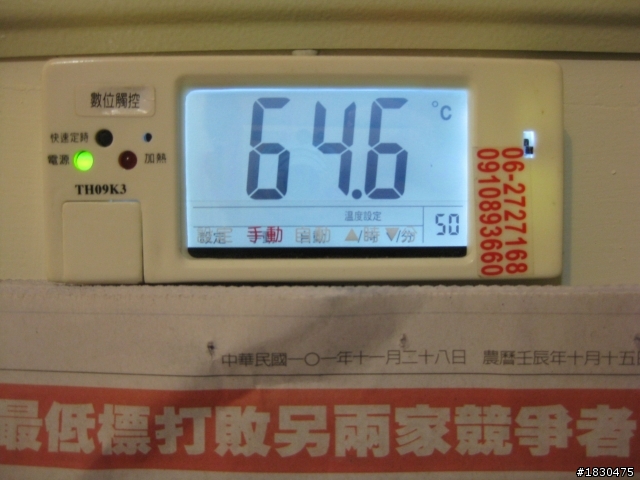 數位觸控
快速定時
電源
加熱
TH09K3
64.6 °C
溫度設定
50
設定 手動 自動 ▲/時 ▼/分
06-2727168
0910893660
中華民國一○一年十一月二十八日 農曆壬辰年十月十五
最低標打敗另兩家競爭者
#1830475